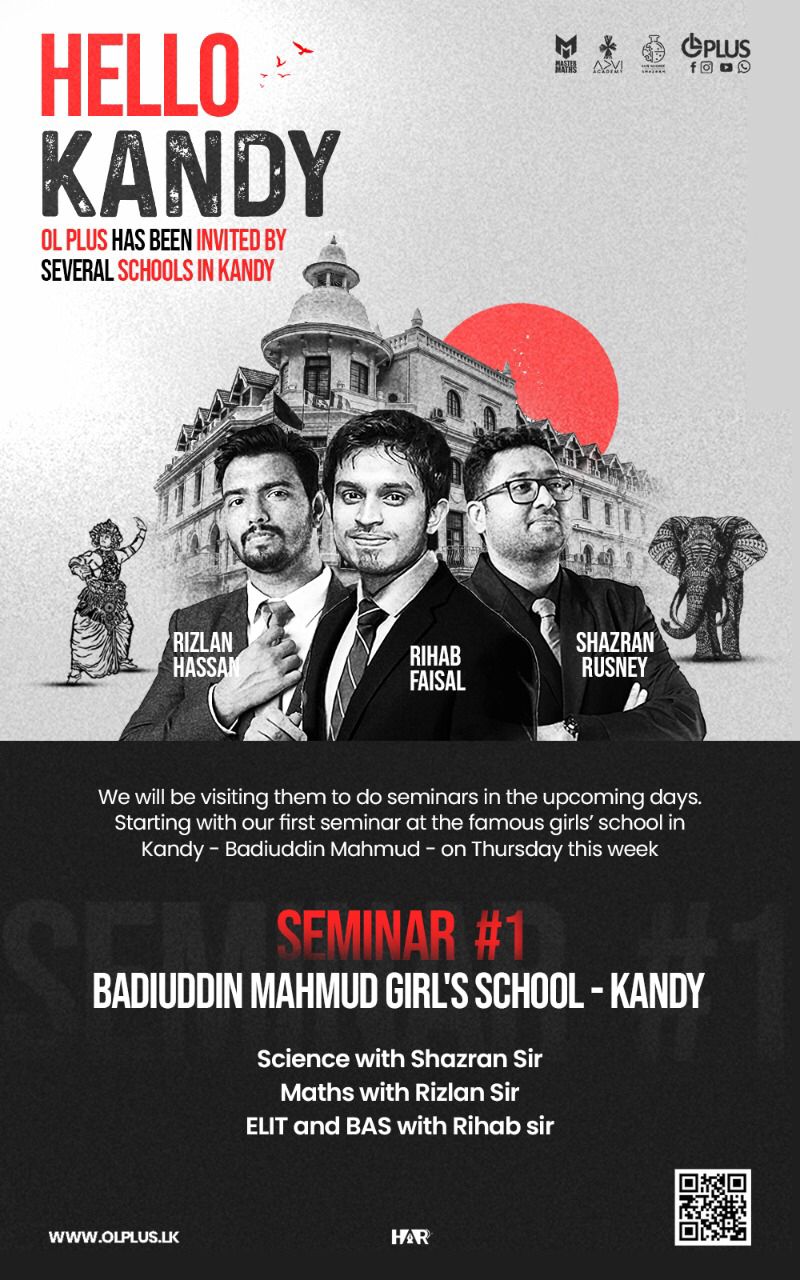 HELLO
KANDY
OL PLUS HAS BEEN INVITED BY
SEVERAL SCHOOLS IN KANDY
MASTER
MATHS
ACADEMY
PLUS
RIZLAN
HASSAN
RIHAB
FAISAL
SHAZRAN
RUSNEY
We will be visiting them to do seminars in the upcoming days.
Starting with our first seminar at the famous girls’ school in
Kandy - Badiuddin Mahmud - on Thursday this week
SEMINAR #1
SEMINAR #1
BADIUDDIN MAHMUD GIRL'S SCHOOL - KANDY
Science with Shazran Sir
Maths with Rizlan Sir
ELIT and BAS with Rihab sir
WWW.OLPLUS.LK
HAR